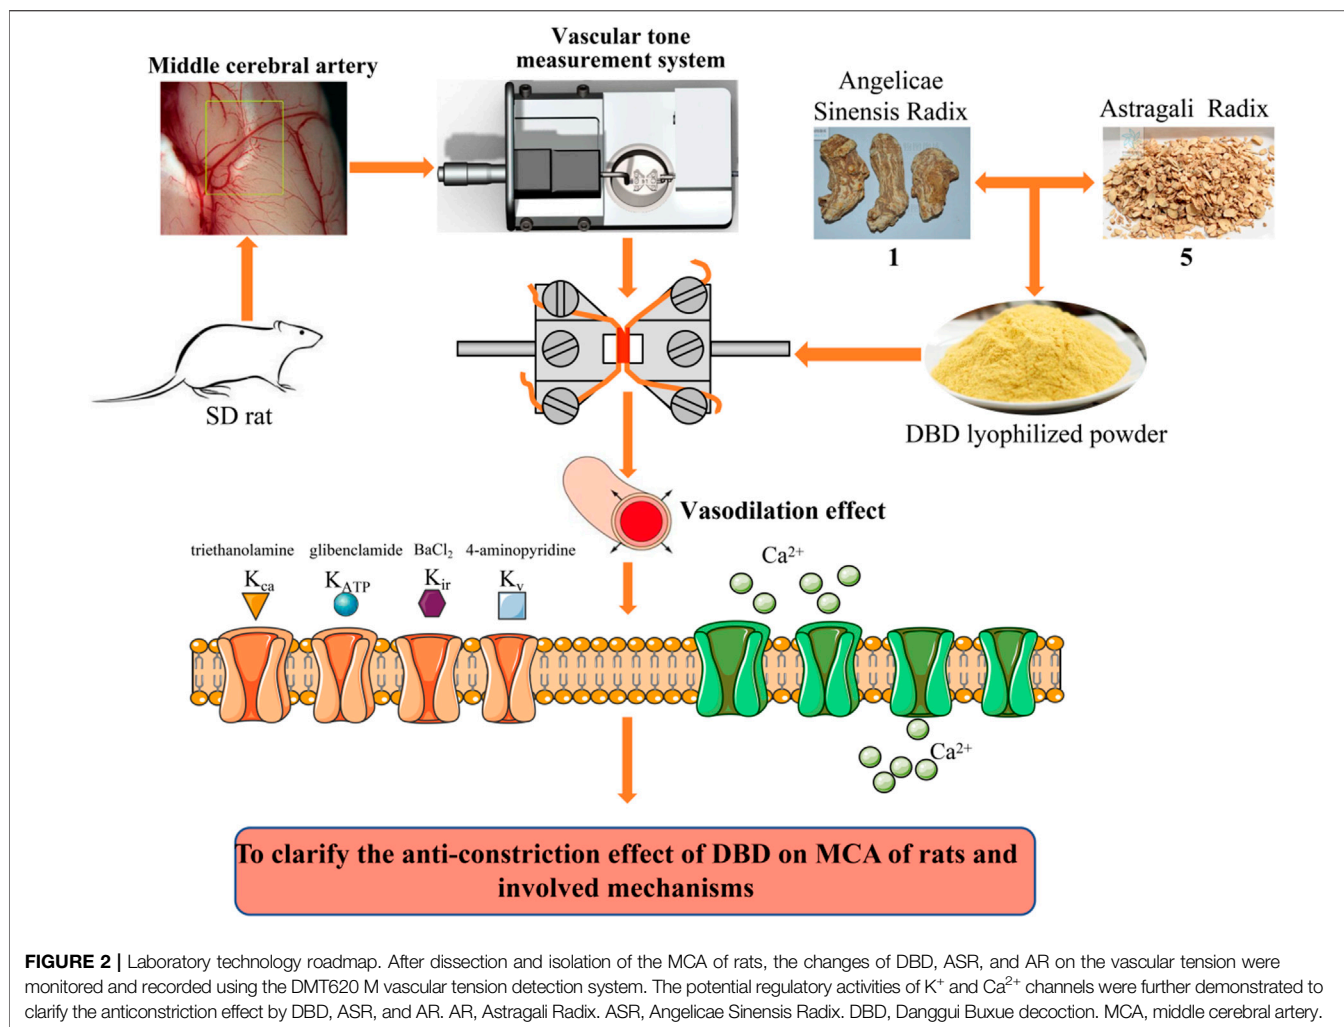 Middle cerebral artery
Vascular tone
measurement system
Angelicae
Sinensis Radix
Astragali Radix
1
5
SD rat
DBD lyophilized powder
Vasodilation effect
triethanolamine
glibenclamide
BaCl₂
4-aminopyridine
K_ca
K_ATP
K_ir
K_v
Ca²⁺
Ca²⁺
To clarify the anti-constriction effect of DBD on MCA of rats and
involved mechanisms
FIGURE 2 | Laboratory technology roadmap. After dissection and isolation of the MCA of rats, the changes of DBD, ASR, and AR on the vascular tension were
monitored and recorded using the DMT620 M vascular tension detection system. The potential regulatory activities of K⁺ and Ca²⁺ channels were further demonstrated to
clarify the anticonstriction effect by DBD, ASR, and AR. AR, Astragali Radix. ASR, Angelicae Sinensis Radix. DBD, Danggui Buxue decoction. MCA, middle cerebral artery.